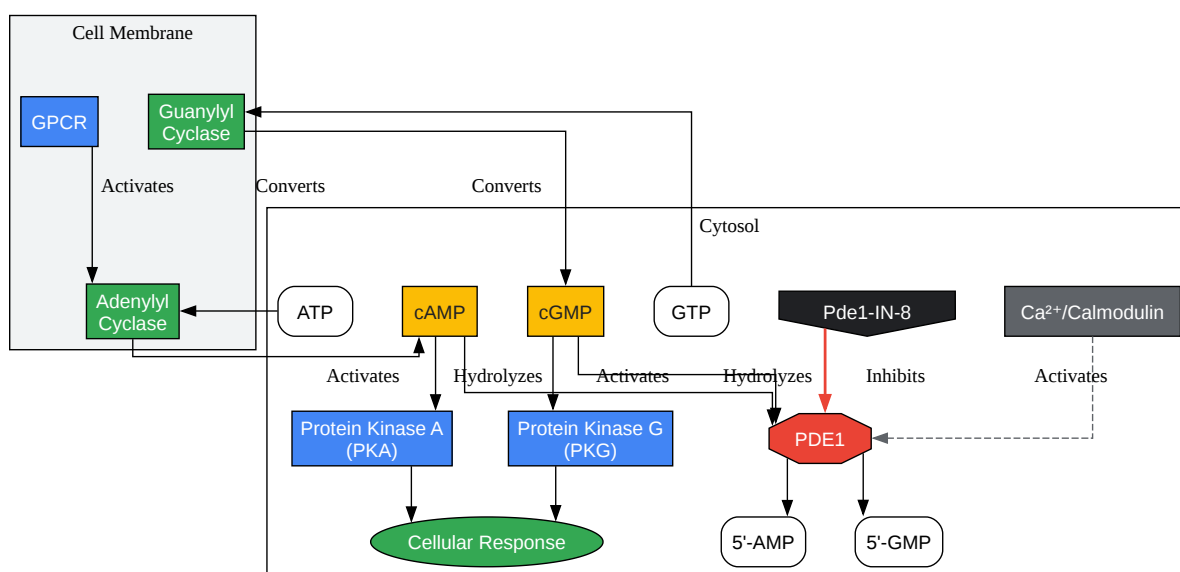 Cell Membrane
GPCR
Guanylyl
Cyclase
Activates
Converts
Converts
Cytosol
Adenylyl
Cyclase
ATP
cAMP
cGMP
GTP
Pde1-IN-8
Ca²⁺/Calmodulin
Activates
Hydrolyzes
Activates
Hydrolyzes
Inhibits
Activates
Protein Kinase A
(PKA)
Protein Kinase G
(PKG)
PDE1
Cellular Response
5'-AMP
5'-GMP